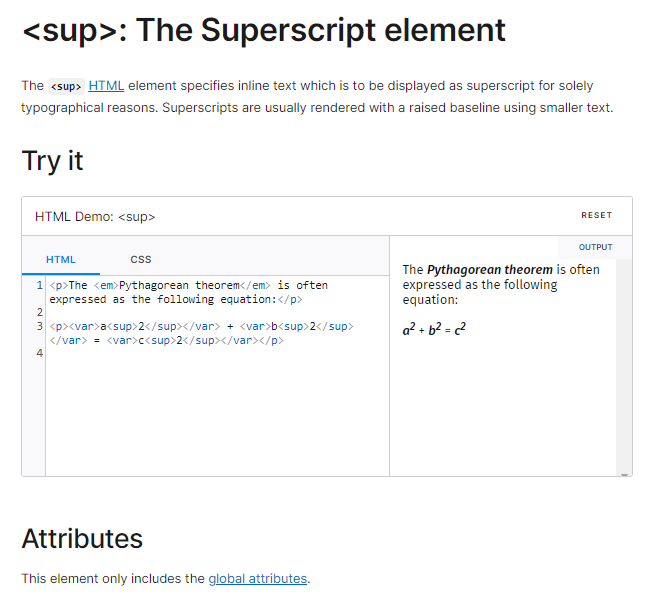 <sup>: The Superscript element
The <sup> HTML element specifies inline text which is to be displayed as superscript for solely
typographical reasons. Superscripts are usually rendered with a raised baseline using smaller text.
Try it
HTML Demo: <sup>
RESET
HTML
CSS
1 <p>The <em>Pythagorean theorem</em> is often
expressed as the following equation:</p>
2
3 <p><var>a<sup>2</sup></var> + <var>b<sup>2</sup>
</var> = <var>c<sup>2</sup></var></p>
4
OUTPUT
The Pythagorean theorem is often
expressed as the following
equation:
a² + b² = c²
Attributes
This element only includes the global attributes.